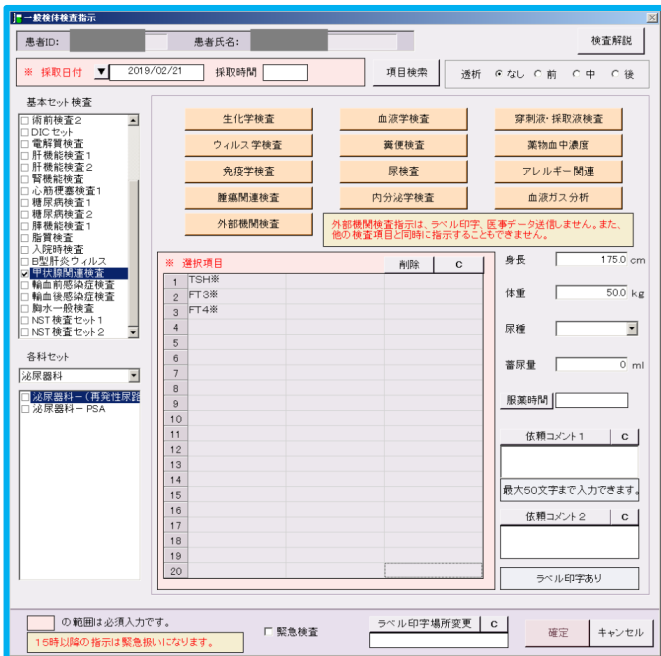 一般検体検査指示
患者ID:
患者氏名:
検査解説
※ 採取日付
2019/02/21
採取時間
項目検索
透析
なし
前
中
後
基本セット検査
術前検査2
DICセット
電解質検査
肝機能検査1
肝機能検査2
腎機能検査
心筋梗塞検査1
糖尿病検査1
糖尿病検査2
膵機能検査
脂質検査
入院時検査
B型肝炎ウィルス
甲状腺関連検査
輸血前感染症検査
輸血後感染症検査
胸水一般検査
NST検査セット1
NST検査セット2
各科セット
泌尿器科
泌尿器科-(再発性尿路
泌尿器科-PSA
生化学検査
血液学検査
穿刺液・採取液検査
ウィルス学検査
糞便検査
薬物血中濃度
免疫学検査
尿検査
アレルギー関連
腫瘍関連検査
内分泌学検査
血液ガス分析
外部機関検査
外部機関検査指示は、ラベル印字、医事データ送信しません。また、
他の検査項目と同時に指示することもできません。
※ 選択項目
削除
C
1 TSH※
2 FT3※
3 FT4※
4
5
6
7
8
9
10
11
12
13
14
15
16
17
18
19
20
身長
175.0 cm
体重
50.0 kg
尿種
蓄尿量
0 ml
服薬時間
依頼コメント1
C
最大50文字まで入力できます。
依頼コメント2
C
ラベル印字あり
の範囲は必須入力です。
15時以降の指示は緊急扱いになります。
緊急検査
ラベル印字場所変更
C
確定
キャンセル